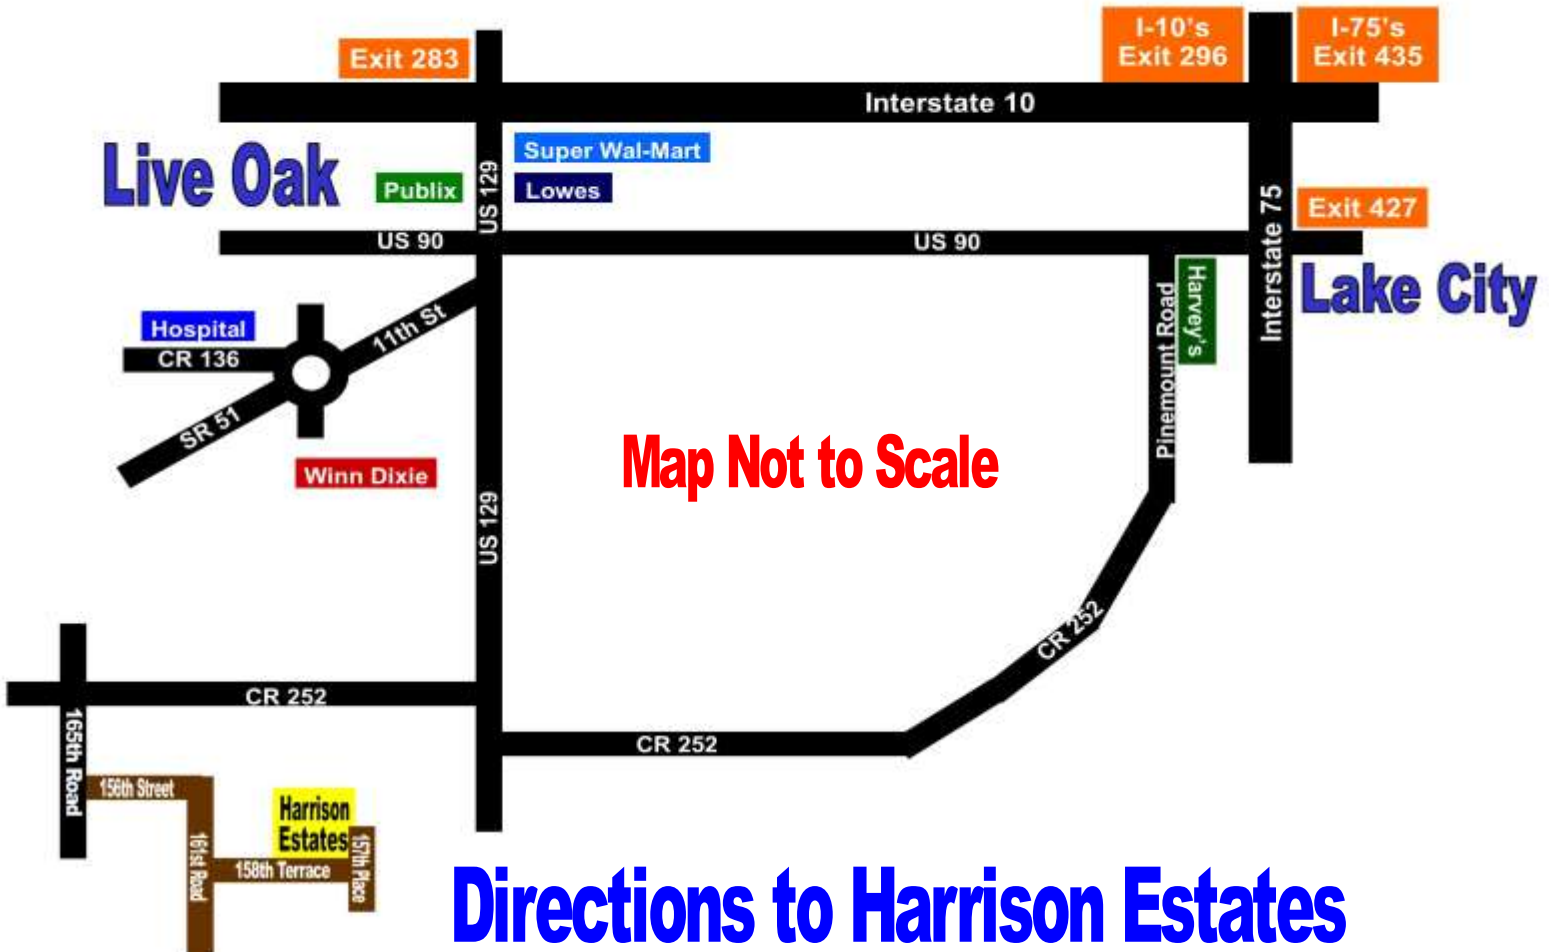 I-10's
Exit 296
I-75's
Exit 435
Exit 283
Interstate 10
Live Oak
Super Wal-Mart
Publix
Lowes
US 129
Exit 427
US 90
US 90
Interstate 75
Lake City
Harvey's
Pinemount Road
Hospital
11th St
CR 136
SR 51
Winn Dixie
Map Not to Scale
US 129
CR 252
CR 252
CR 252
165th Road
156th Street
Harrison
Estates
161st Road
158th Terrace
157th Place
Directions to Harrison Estates